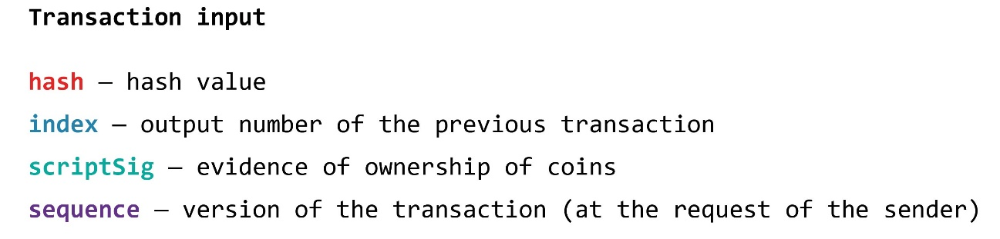 Transaction input
hash – hash value
index – output number of the previous transaction
scriptSig – evidence of ownership of coins
sequence – version of the transaction (at the request of the sender)